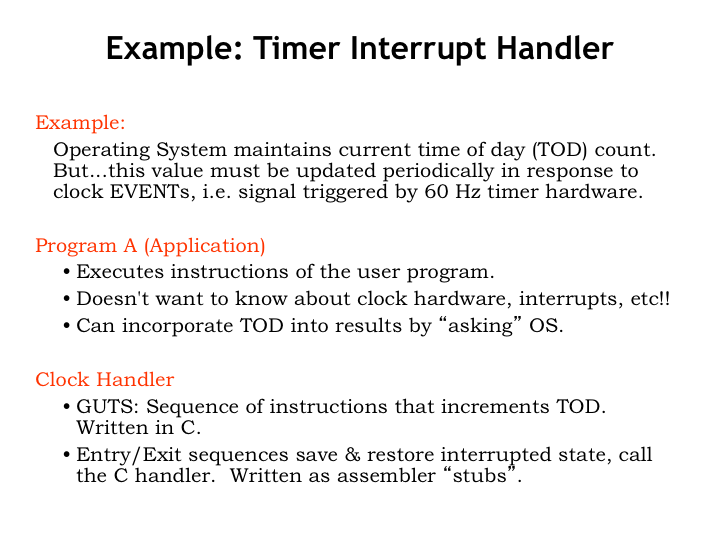 Example: Timer Interrupt Handler
Example:
Operating System maintains current time of day (TOD) count.
But...this value must be updated periodically in response to
clock EVENTs, i.e. signal triggered by 60 Hz timer hardware.
Program A (Application)
• Executes instructions of the user program.
• Doesn't want to know about clock hardware, interrupts, etc!!
• Can incorporate TOD into results by “asking” OS.
Clock Handler
• GUTS: Sequence of instructions that increments TOD.
Written in C.
• Entry/Exit sequences save & restore interrupted state, call
the C handler.  Written as assembler “stubs”.